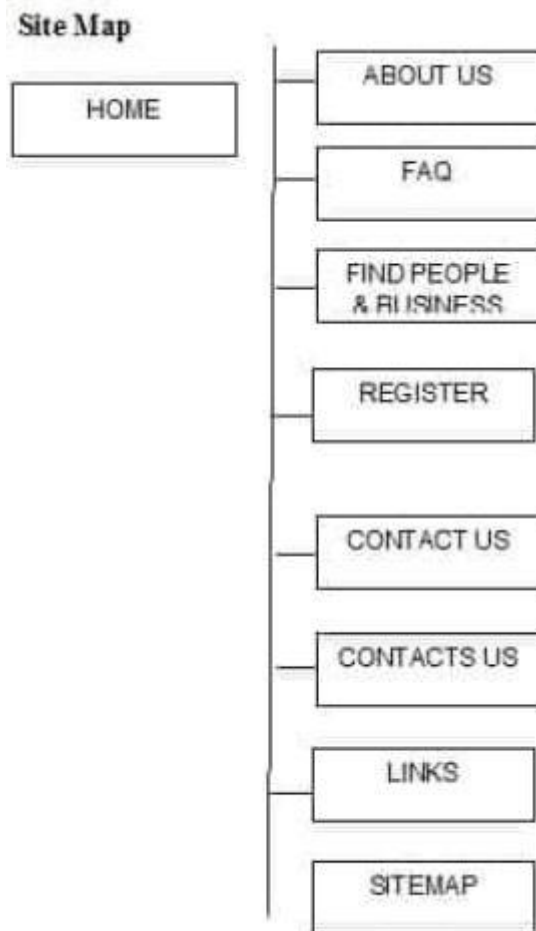 Site Map
HOME
ABOUT US
FAQ
FIND PEOPLE
& BUSINESS
REGISTER
CONTACT US
CONTACTS US
LINKS
SITEMAP